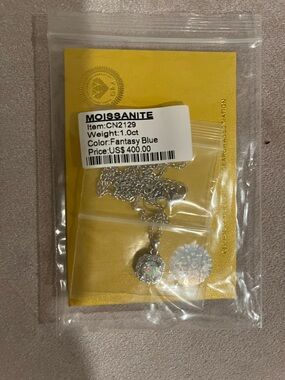 MOISSANITE
Item:CN2129
Weight:1.0ct
Color:Fantasy Blue
Price:US$ 400.00